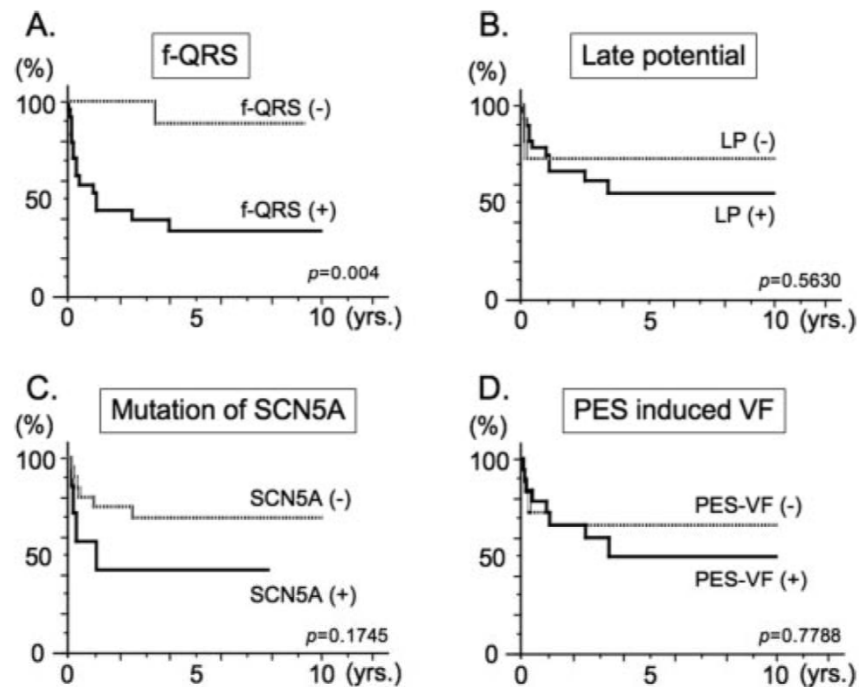 A.
f-QRS
(%)
100
f-QRS (-)
50
f-QRS (+)
p=0.004
0
0 5 10 (yrs.)
B.
Late potential
(%)
100
LP (-)
50
LP (+)
p=0.5630
0
0 5 10 (yrs.)
C.
Mutation of SCN5A
(%)
100
SCN5A (-)
50
SCN5A (+)
p=0.1745
0
0 5 10 (yrs.)
D.
PES induced VF
(%)
100
PES-VF (-)
50
PES-VF (+)
p=0.7788
0
0 5 10 (yrs.)